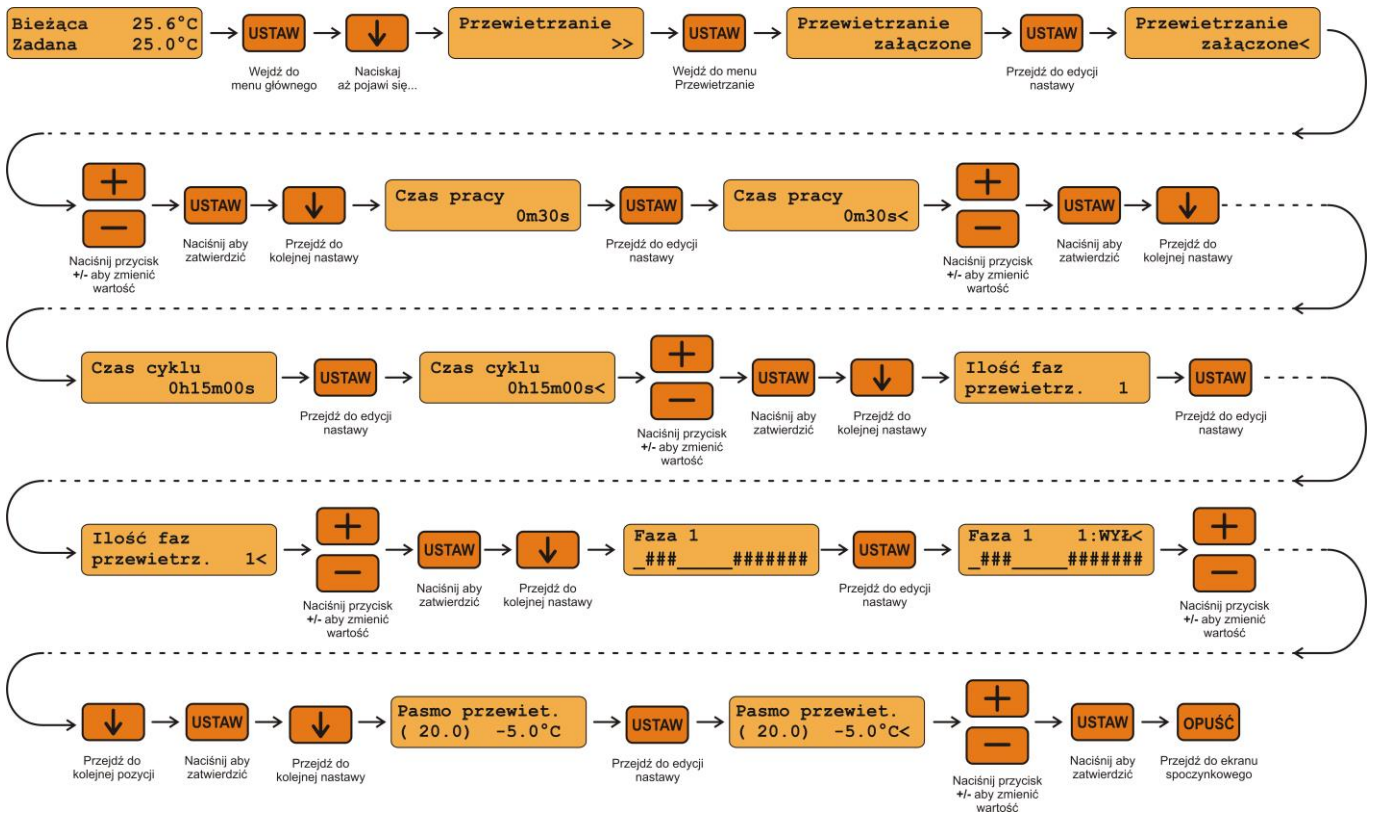 Bieżąca 25.6°C
Zadana 25.0°C
USTAW
Wejdź do
menu głównego
Naciskaj
aż pojawi się...
Przewietrzanie
>>
USTAW
Wejdź do menu
Przewietrzanie
Przewietrzanie
załączone
USTAW
Przejdź do edycji
nastawy
Przewietrzanie
załączone<
Naciśnij przycisk
+/- aby zmienić
wartość
USTAW
Naciśnij aby
zatwierdzić
Przejdź do
kolejnej nastawy
Czas pracy
0m30s
USTAW
Przejdź do edycji
nastawy
Czas pracy
0m30s<
Naciśnij przycisk
+/- aby zmienić
wartość
USTAW
Naciśnij aby
zatwierdzić
Przejdź do
kolejnej nastawy
Czas cyklu
0h15m00s
USTAW
Przejdź do edycji
nastawy
Czas cyklu
0h15m00s<
Naciśnij przycisk
+/- aby zmienić
wartość
USTAW
Naciśnij aby
zatwierdzić
Przejdź do
kolejnej nastawy
Ilość faz
przewietrz. 1
USTAW
Przejdź do edycji
nastawy
Ilość faz
przewietrz. 1<
Naciśnij przycisk
+/- aby zmienić
wartość
USTAW
Naciśnij aby
zatwierdzić
Przejdź do
kolejnej nastawy
Faza 1
_###_____#######
USTAW
Przejdź do edycji
nastawy
Faza 1 1:WYŁ<
_###_____#######
Naciśnij przycisk
+/- aby zmienić
wartość
Przejdź do
kolejnej pozycji
USTAW
Naciśnij aby
zatwierdzić
Przejdź do
kolejnej nastawy
Pasmo przewiet.
( 20.0) -5.0°C
USTAW
Przejdź do edycji
nastawy
Pasmo przewiet.
( 20.0) -5.0°C<
Naciśnij przycisk
+/- aby zmienić
wartość
USTAW
Naciśnij aby
zatwierdzić
OPUŚĆ
Przejdź do ekranu
spoczynkowego